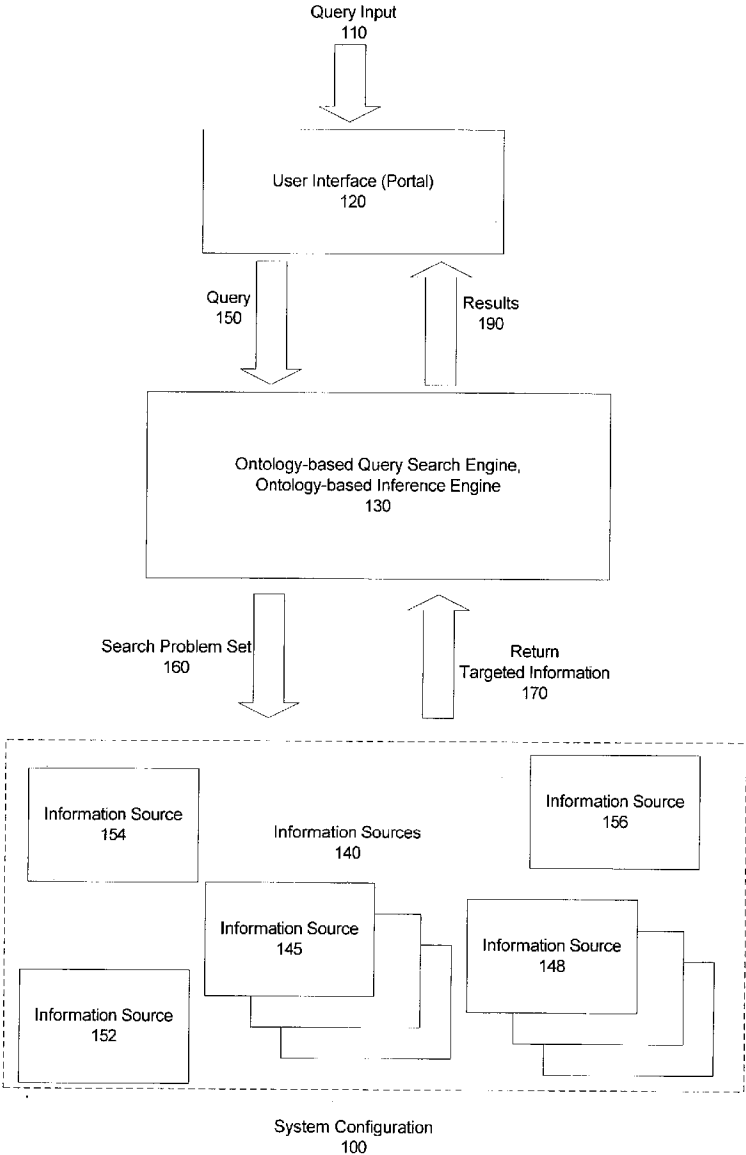 Query Input
110
User Interface (Portal)
120
Query
150
Results
190
Ontology-based Query Search Engine,
Ontology-based Inference Engine
130
Search Problem Set
160
Return
Targeted Information
170
Information Source
154
Information Sources
140
Information Source
156
Information Source
145
Information Source
148
Information Source
152
System Configuration
100